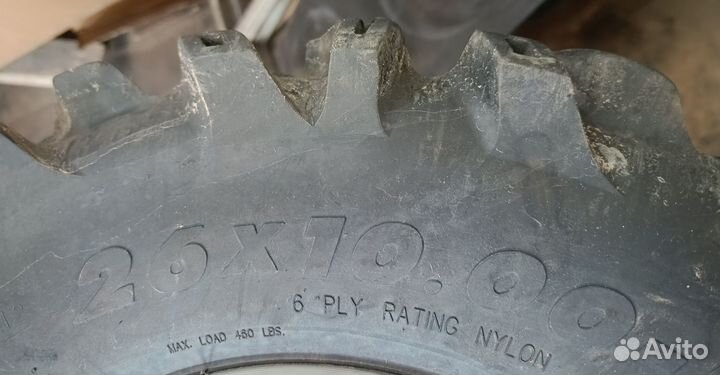 26X10.00
6 PLY RATING NYLON
MAX. LOAD 480 LBS.
Avito